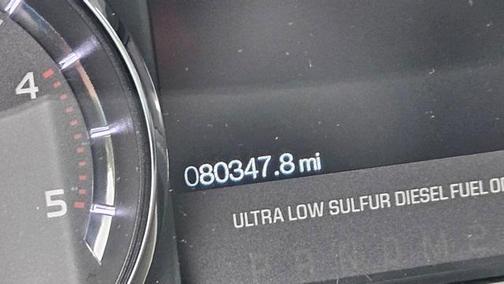 4
080347.8 mi
5
ULTRA LOW SULFUR DIESEL FUEL O
P R N D M